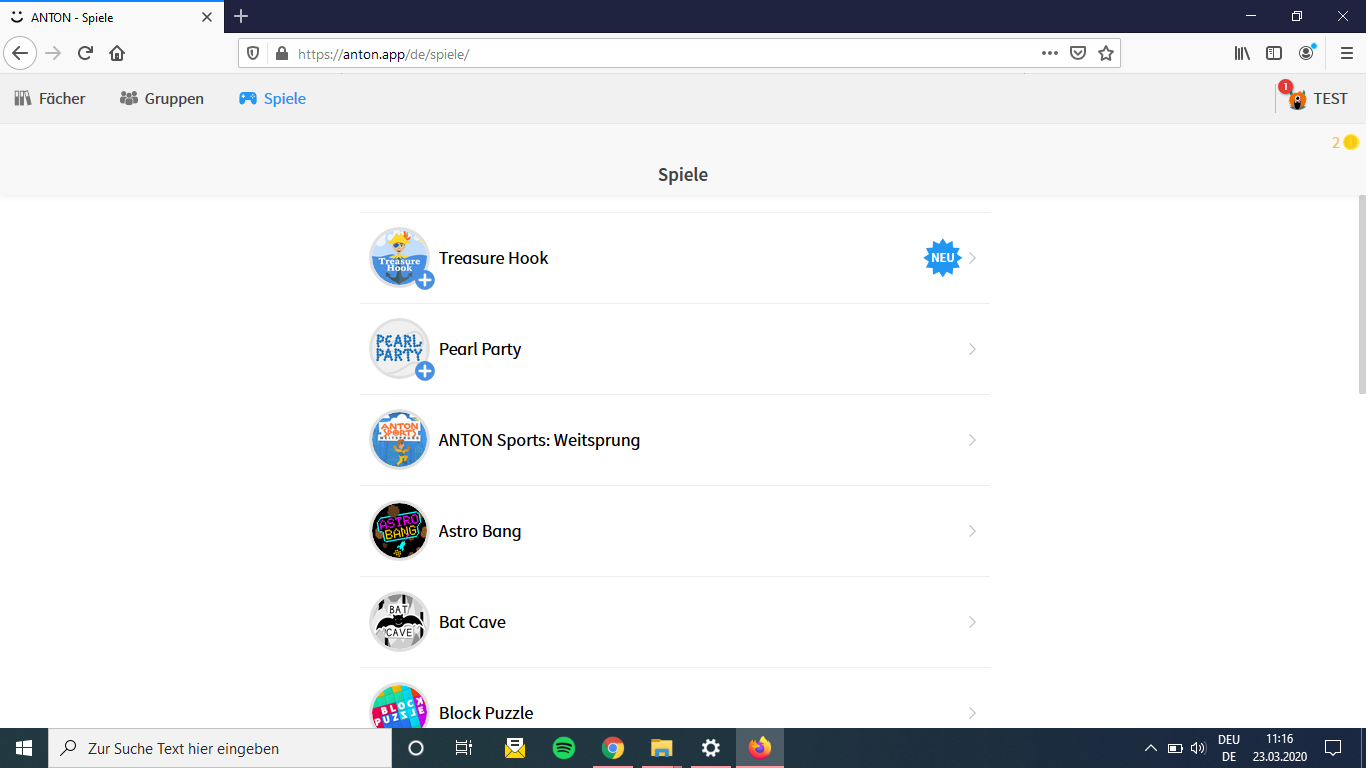 ANTON - Spiele
https://anton.app/de/spiele/
Fächer
Gruppen
Spiele
1
TEST
2
Spiele
Treasure
Hook
Treasure Hook
NEU
PEARL
PARTY
Pearl Party
ANTON
SPORTS
WEITSPRUNG
ANTON Sports: Weitsprung
ASTRO
BANG
Astro Bang
BAT
CAVE
Bat Cave
BLOCK
PUZZLE
Block Puzzle
Zur Suche Text hier eingeben
DEU
DE
11:16
23.03.2020